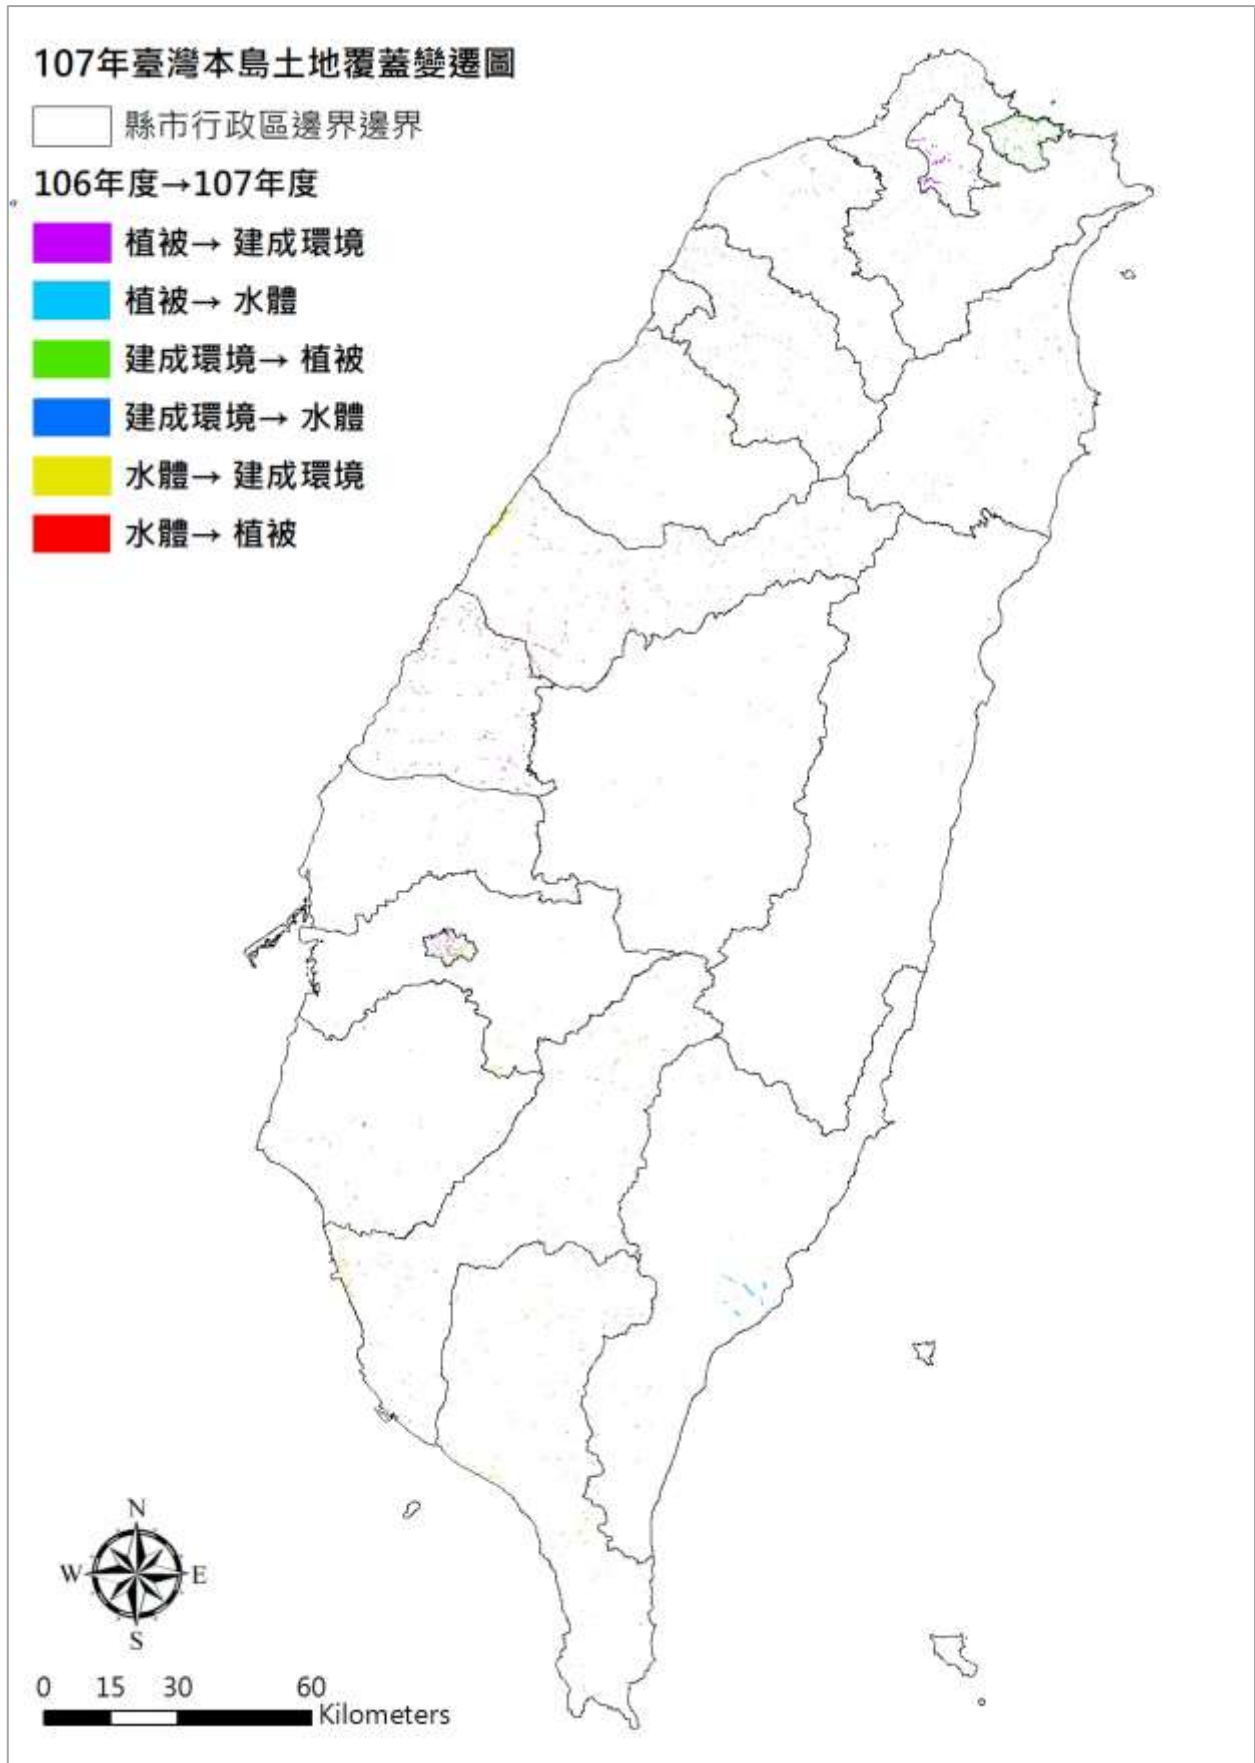 107年臺灣本島土地覆蓋變遷圖
縣市行政區邊界邊界
106年度→107年度
植被→ 建成環境
植被→ 水體
建成環境→ 植被
建成環境→ 水體
水體→ 建成環境
水體→ 植被
N
W E
S
0 15 30 60
Kilometers